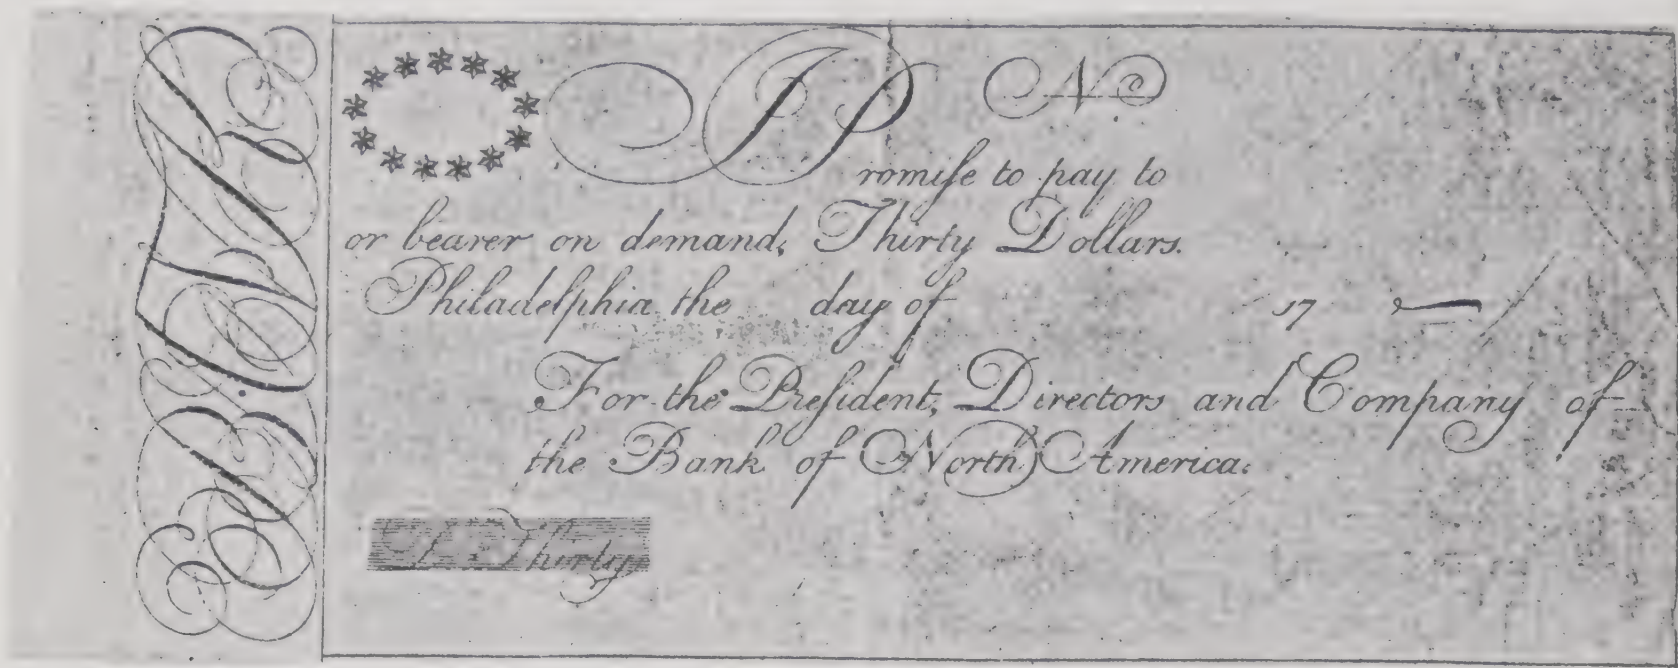 I Promiſe to pay to
Nº
or bearer on demand, Thirty Dollars.
Philadelphia the day of 17
For the Preſident, Directors and Company of
the Bank of North America.
Thirty